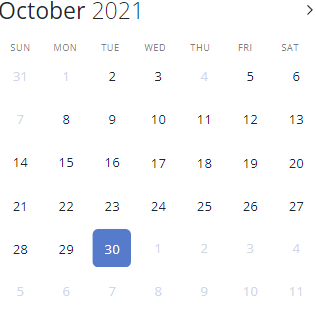 October 2021
SUN MON TUE WED THU FRI SAT
31 1 2 3 4 5 6
7 8 9 10 11 12 13
14 15 16 17 18 19 20
21 22 23 24 25 26 27
28 29 30 1 2 3 4
5 6 7 8 9 10 11